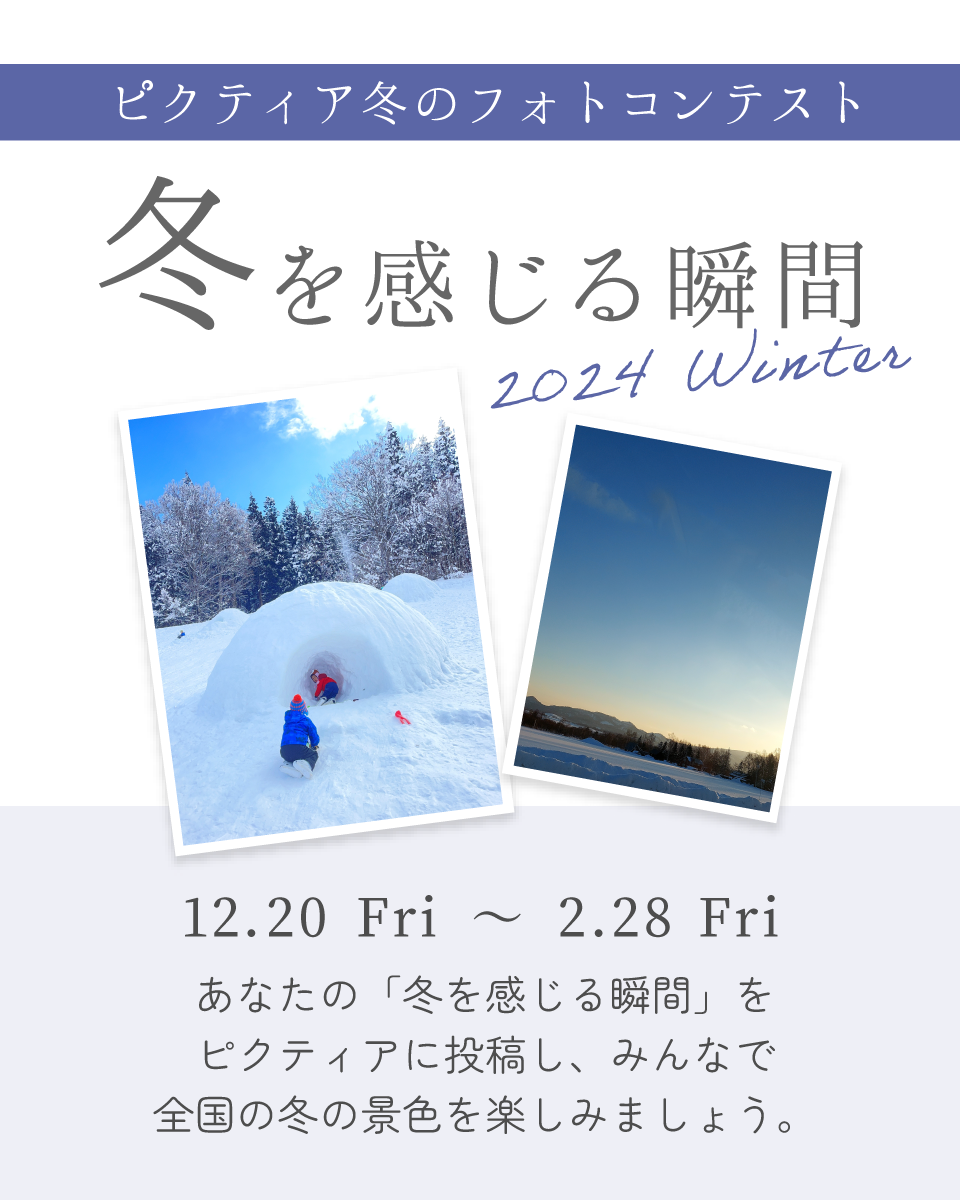 ピクティア冬のフォトコンテスト
冬を感じる瞬間
2024 Winter
12.20 Fri ～ 2.28 Fri
あなたの「冬を感じる瞬間」を
ピクティアに投稿し、みんなで
全国の冬の景色を楽しみましょう。